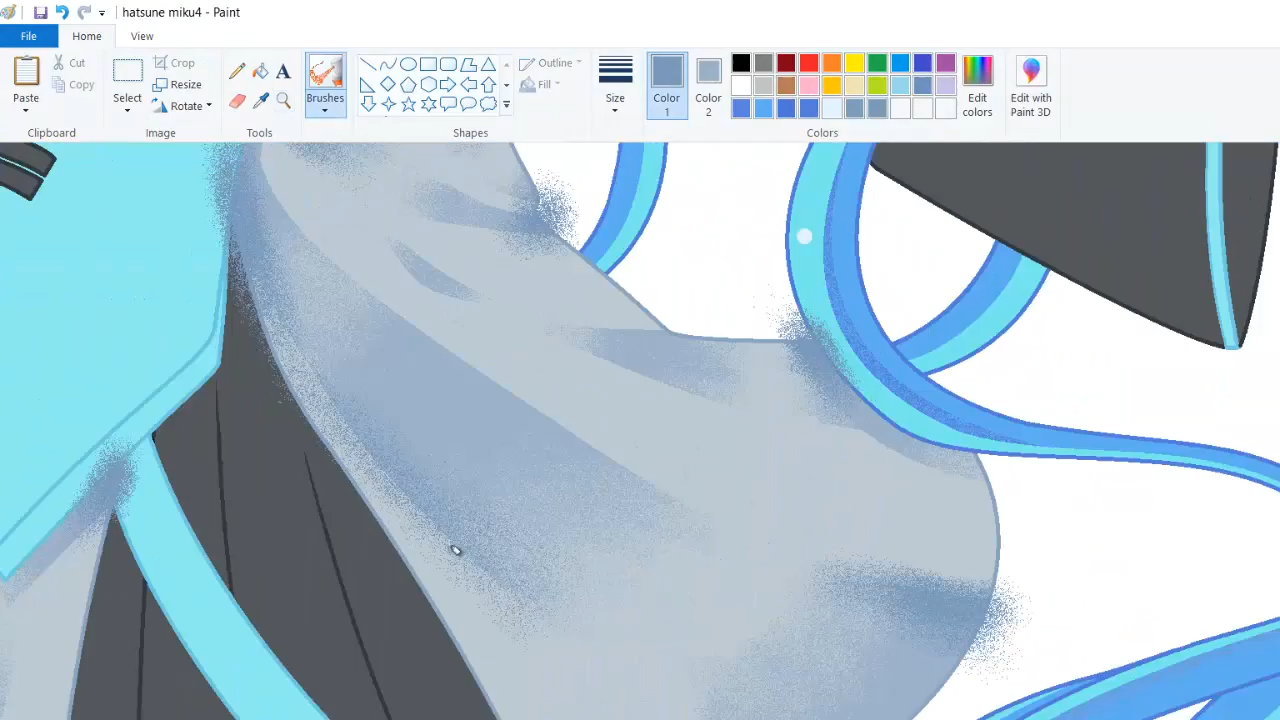 hatsune miku4 - Paint
File Home View
Paste
Cut
Copy
Clipboard
Select
Crop
Resize
Rotate
Image
A
Tools
Brushes
Outline
Fill
Shapes
Size
Color
1
Color
2
Colors
Edit
colors
Edit with
Paint 3D